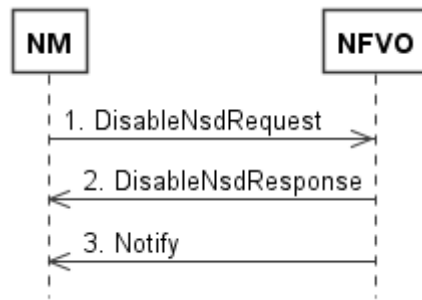 NM
NFVO
1. DisableNsdRequest
2. DisableNsdResponse
3. Notify